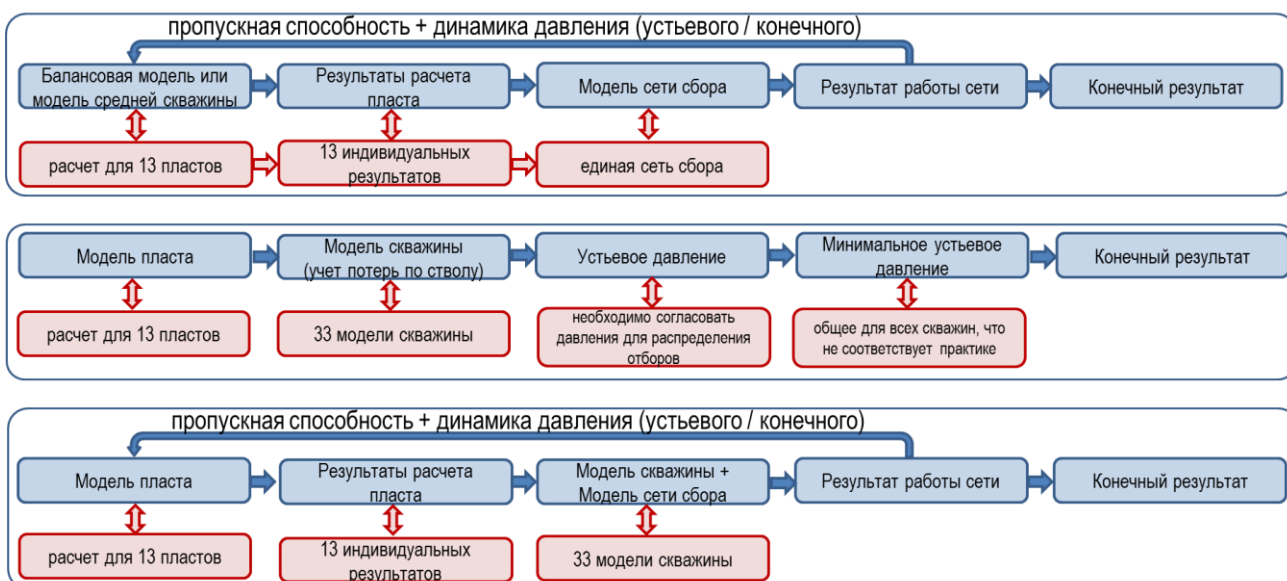 пропускная способность + динамика давления (устьевого / конечного)
Балансовая модель или
модель средней скважины
Результаты расчета
пласта
Модель сети сбора
Результат работы сети
Конечный результат
расчет для 13 пластов
13 индивидуальных
результатов
единая сеть сбора
Модель пласта
Модель скважины
(учет потерь по стволу)
Устьевое давление
Минимальное устьевое
давление
Конечный результат
расчет для 13 пластов
33 модели скважины
необходимо согласовать
давления для распределения
отборов
общее для всех скважин, что
не соответствует практике
пропускная способность + динамика давления (устьевого / конечного)
Модель пласта
Результаты расчета
пласта
Модель скважины +
Модель сети сбора
Результат работы сети
Конечный результат
расчет для 13 пластов
13 индивидуальных
результатов
33 модели скважины